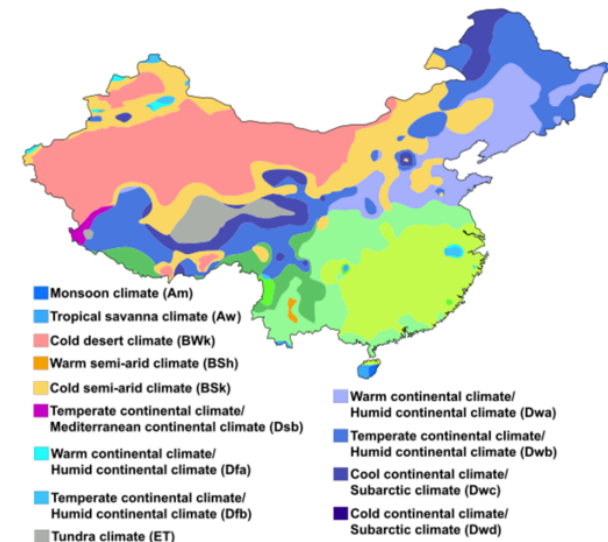 Monsoon climate (Am)
Tropical savanna climate (Aw)
Cold desert climate (BWk)
Warm semi-arid climate (BSh)
Cold semi-arid climate (BSk)
Temperate continental climate/
Mediterranean continental climate (Dsb)
Warm continental climate/
Humid continental climate (Dfa)
Temperate continental climate/
Humid continental climate (Dfb)
Tundra climate (ET)
Warm continental climate/
Humid continental climate (Dwa)
Temperate continental climate/
Humid continental climate (Dwb)
Cool continental climate/
Subarctic climate (Dwc)
Cold continental climate/
Subarctic climate (Dwd)